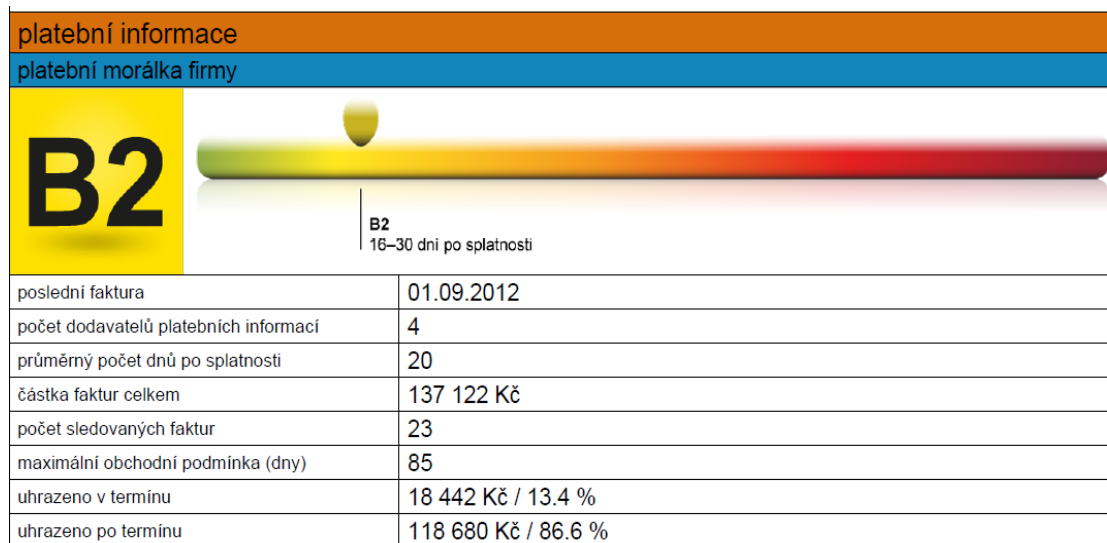 platební informace
platební morálka firmy
B2
B2
16–30 dní po splatnosti
poslední faktura 01.09.2012
počet dodavatelů platebních informací 4
průměrný počet dnů po splatnosti 20
částka faktur celkem 137 122 Kč
počet sledovaných faktur 23
maximální obchodní podmínka (dny) 85
uhrazeno v termínu 18 442 Kč / 13.4 %
uhrazeno po termínu 118 680 Kč / 86.6 %